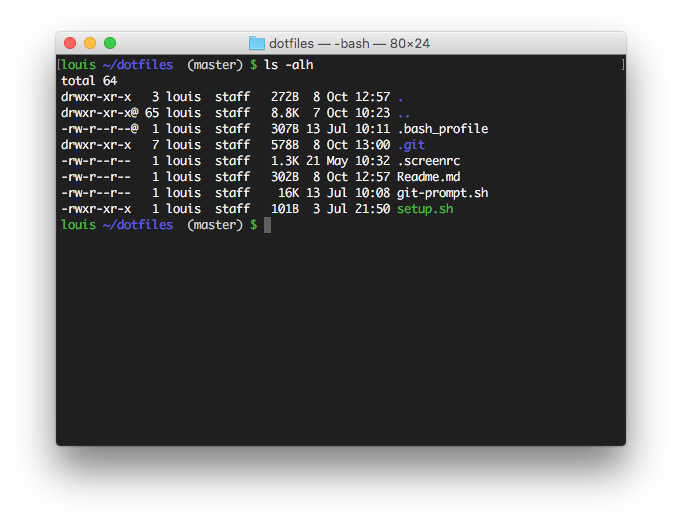 dotfiles — -bash — 80×24
[louis ~/dotfiles  (master) $ ls -alh ]
total 64
drwxr-xr-x   3 louis  staff   272B  8 Oct 12:57 .
drwxr-xr-x@ 65 louis  staff   8.8K  7 Oct 10:23 ..
-rw-r--r--@  1 louis  staff   307B 13 Jul 10:11 .bash_profile
drwxr-xr-x   7 louis  staff   578B  8 Oct 13:00 .git
-rw-r--r--   1 louis  staff   1.3K 21 May 10:32 .screenrc
-rw-r--r--   1 louis  staff   302B  8 Oct 12:57 Readme.md
-rw-r--r--   1 louis  staff    16K 13 Jul 10:08 git-prompt.sh
-rwxr-xr-x   1 louis  staff   101B  3 Jul 21:50 setup.sh
louis ~/dotfiles  (master) $